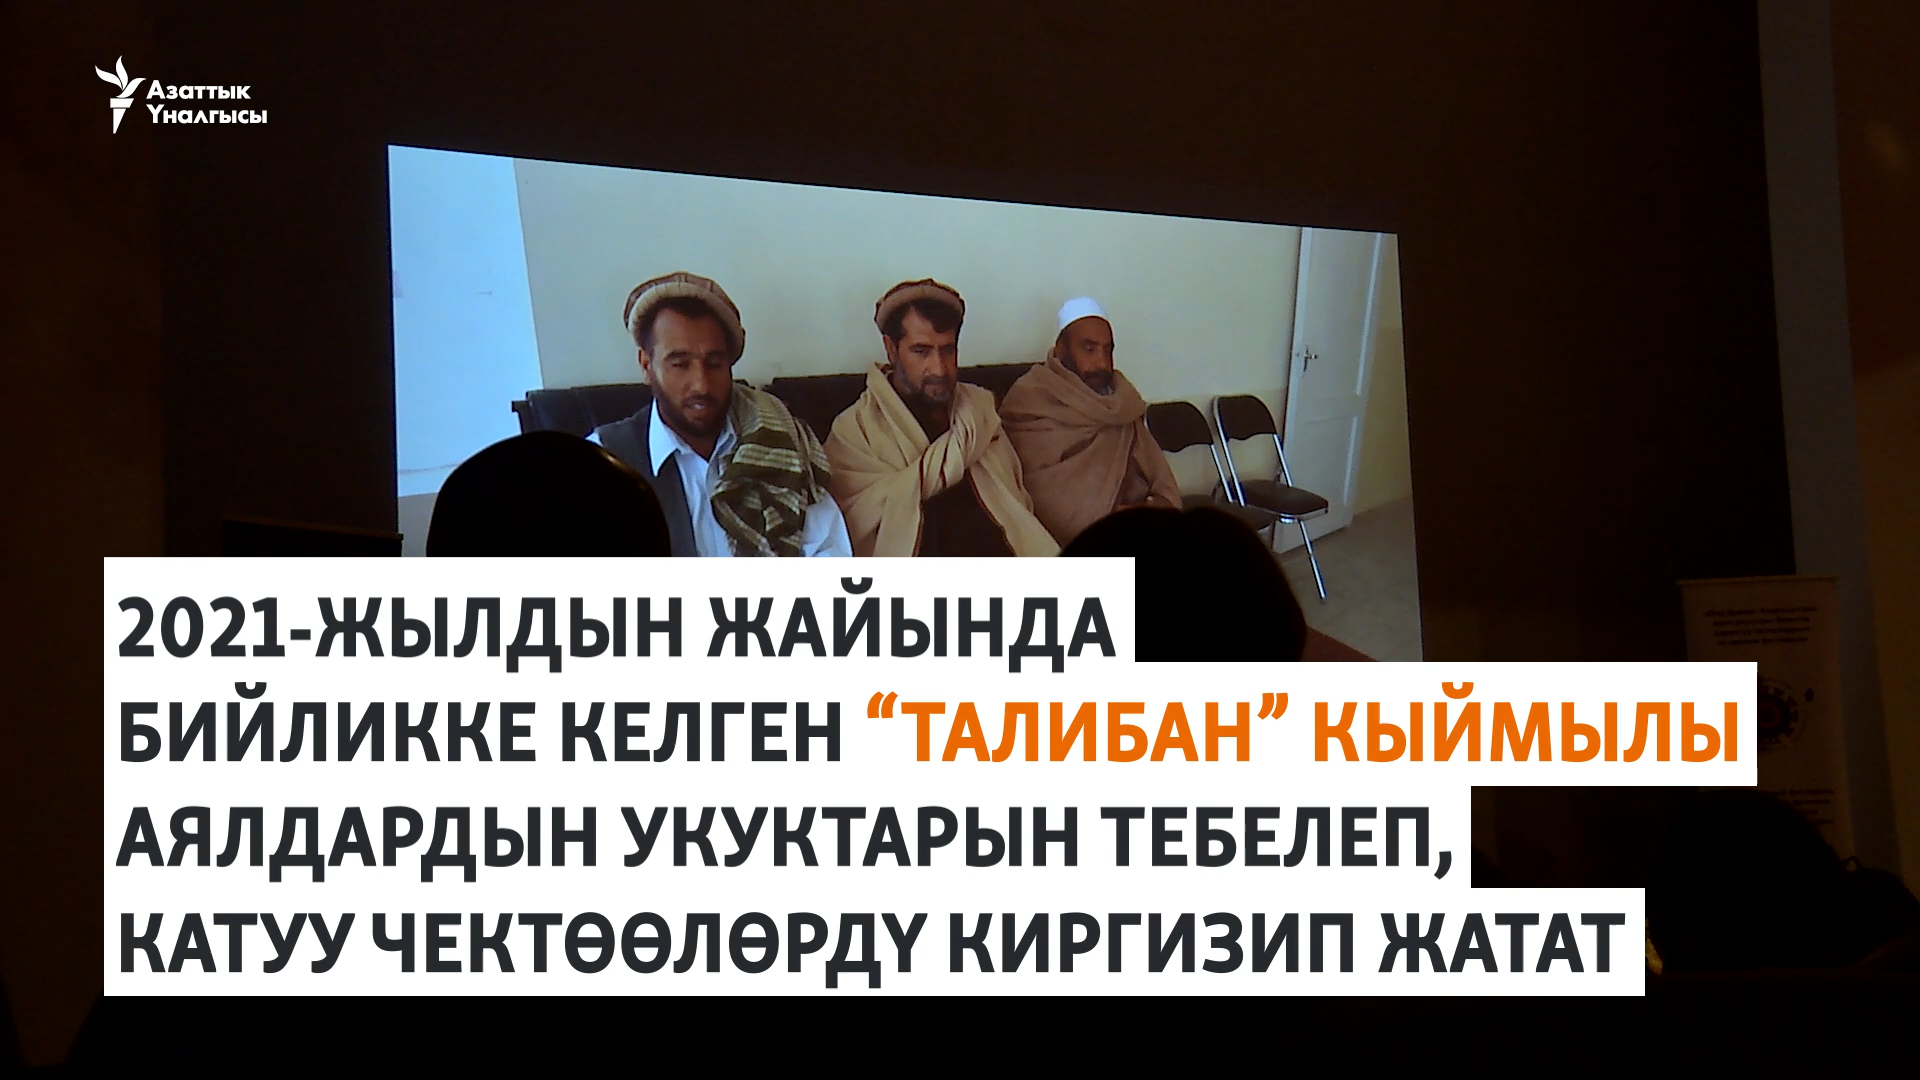 Азаттык
Үналгысы
2021-ЖЫЛДЫН ЖАЙЫНДА
БИЙЛИККЕ КЕЛГЕН “ТАЛИБАН” КЫЙМЫЛЫ
АЯЛДАРДЫН УКУКТАРЫН ТЕБЕЛЕП,
КАТУУ ЧЕКТӨӨЛӨРДҮ КИРГИЗИП ЖАТАТ